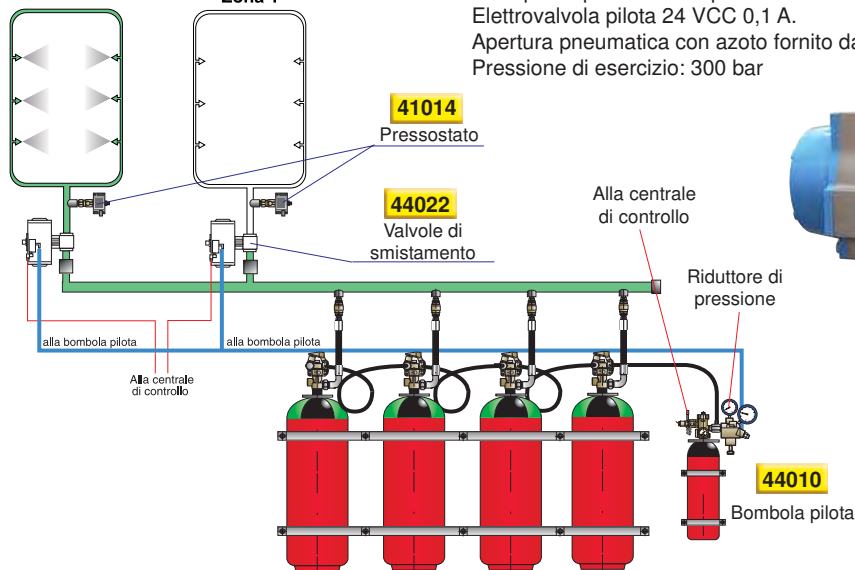 Elettrovalvola pilota 24 VCC 0,1 A.
Apertura pneumatica con azoto fornito da
Pressione di esercizio: 300 bar
41014
Pressostato
44022
Valvole di
smistamento
Alla centrale
di controllo
Riduttore di
pressione
alla bombola pilota
alla bombola pilota
Alla centrale
di controllo
44010
Bombola pilota